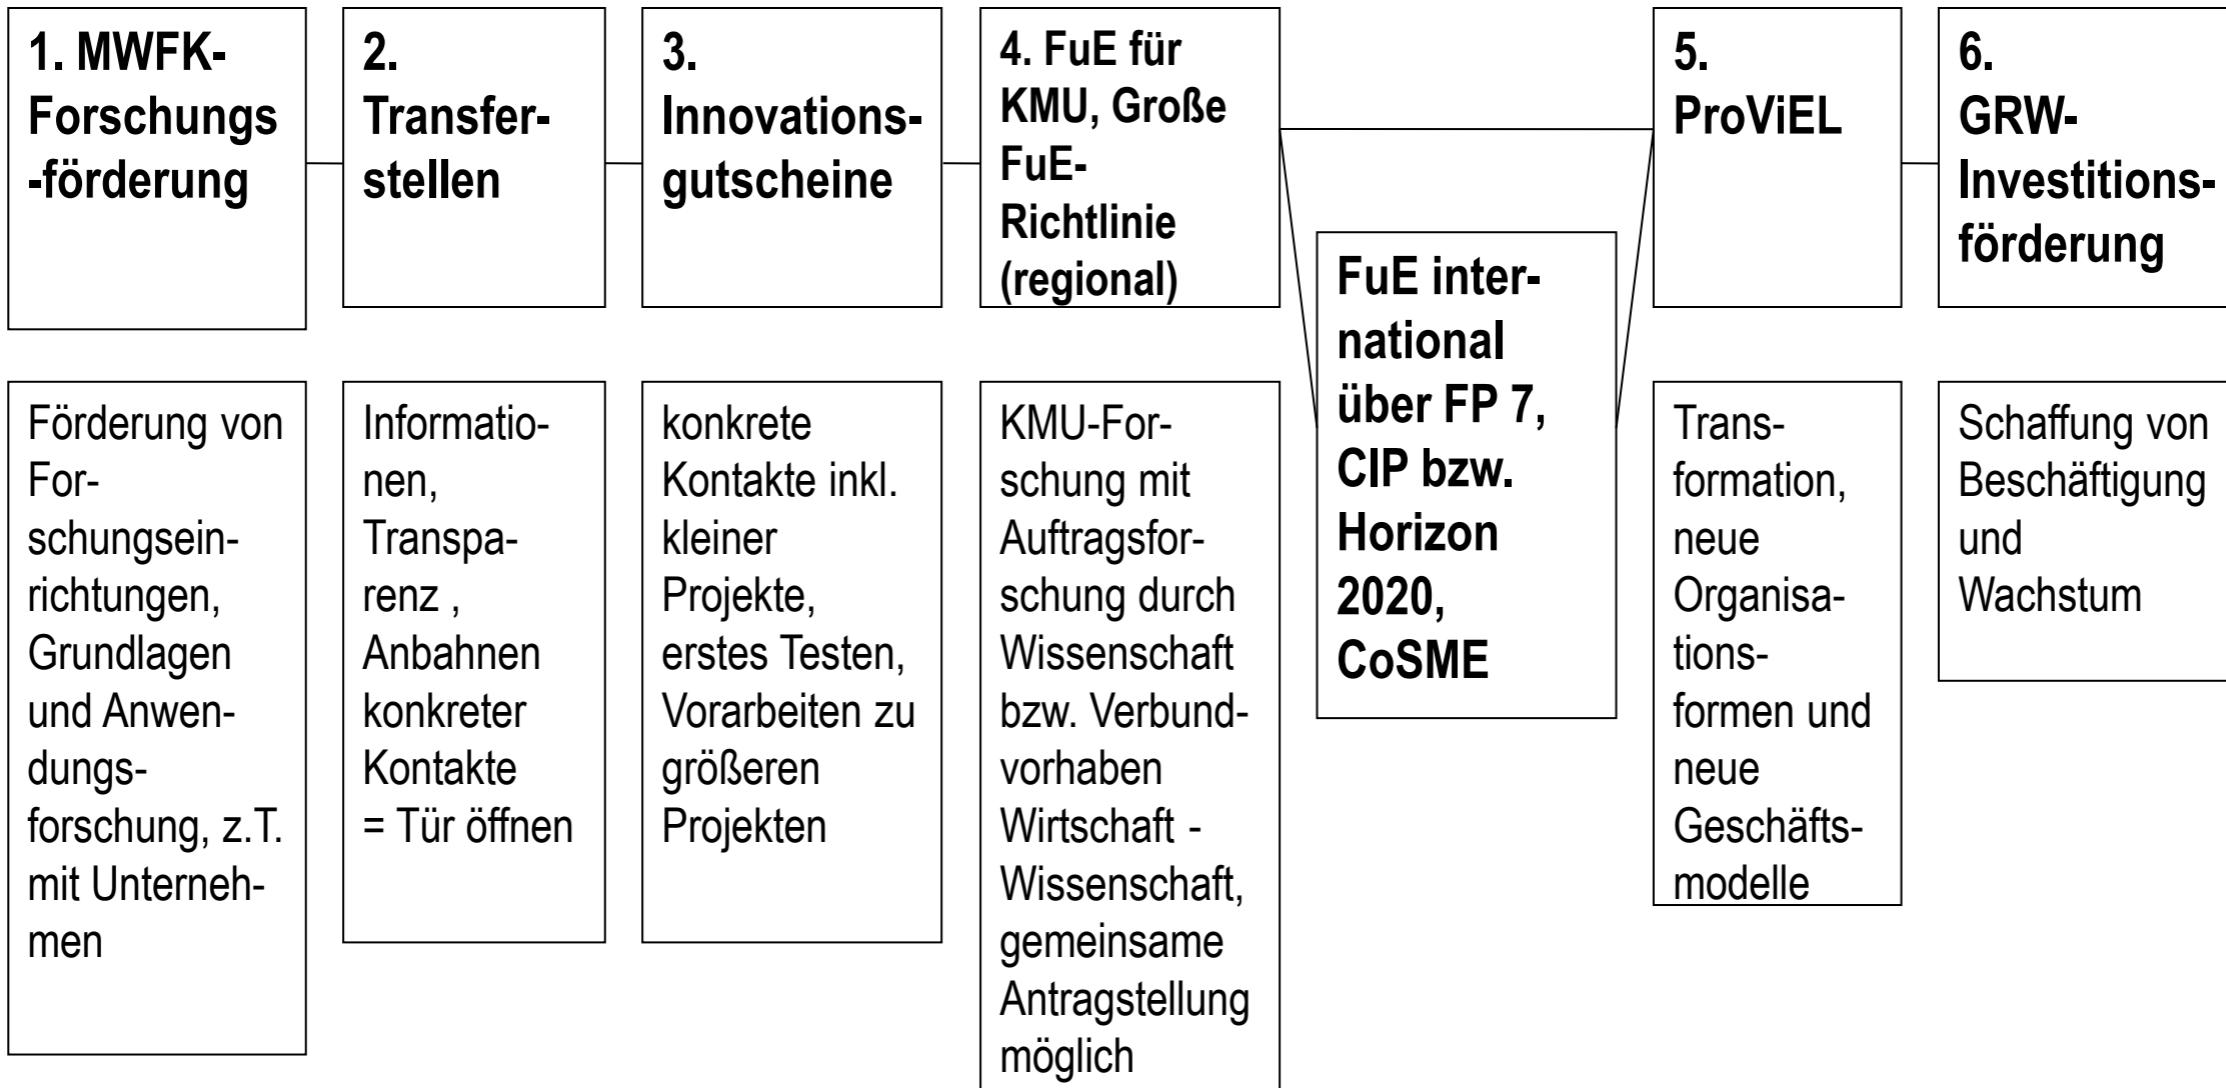 1. MWFK-
Forschungs
-förderung
2.
Transfer-
stellen
3.
Innovations-
gutscheine
4. FuE für
KMU, Große
FuE-
Richtlinie
(regional)
FuE inter-
national
über FP 7,
CIP bzw.
Horizon
2020,
CoSME
5.
ProViEL
6.
GRW-
Investitions-
förderung
Förderung von
For-
schungsein-
richtungen,
Grundlagen
und Anwen-
dungs-
forschung, z.T.
mit Unterneh-
men
Informatio-
nen,
Transpa-
renz ,
Anbahnen
konkreter
Kontakte
= Tür öffnen
konkrete
Kontakte inkl.
kleiner
Projekte,
erstes Testen,
Vorarbeiten zu
größeren
Projekten
KMU-For-
schung mit
Auftragsfor-
schung durch
Wissenschaft
bzw. Verbund-
vorhaben
Wirtschaft -
Wissenschaft,
gemeinsame
Antragstellung
möglich
Trans-
formation,
neue
Organisa-
tions-
formen und
neue
Geschäfts-
modelle
Schaffung von
Beschäftigung
und
Wachstum